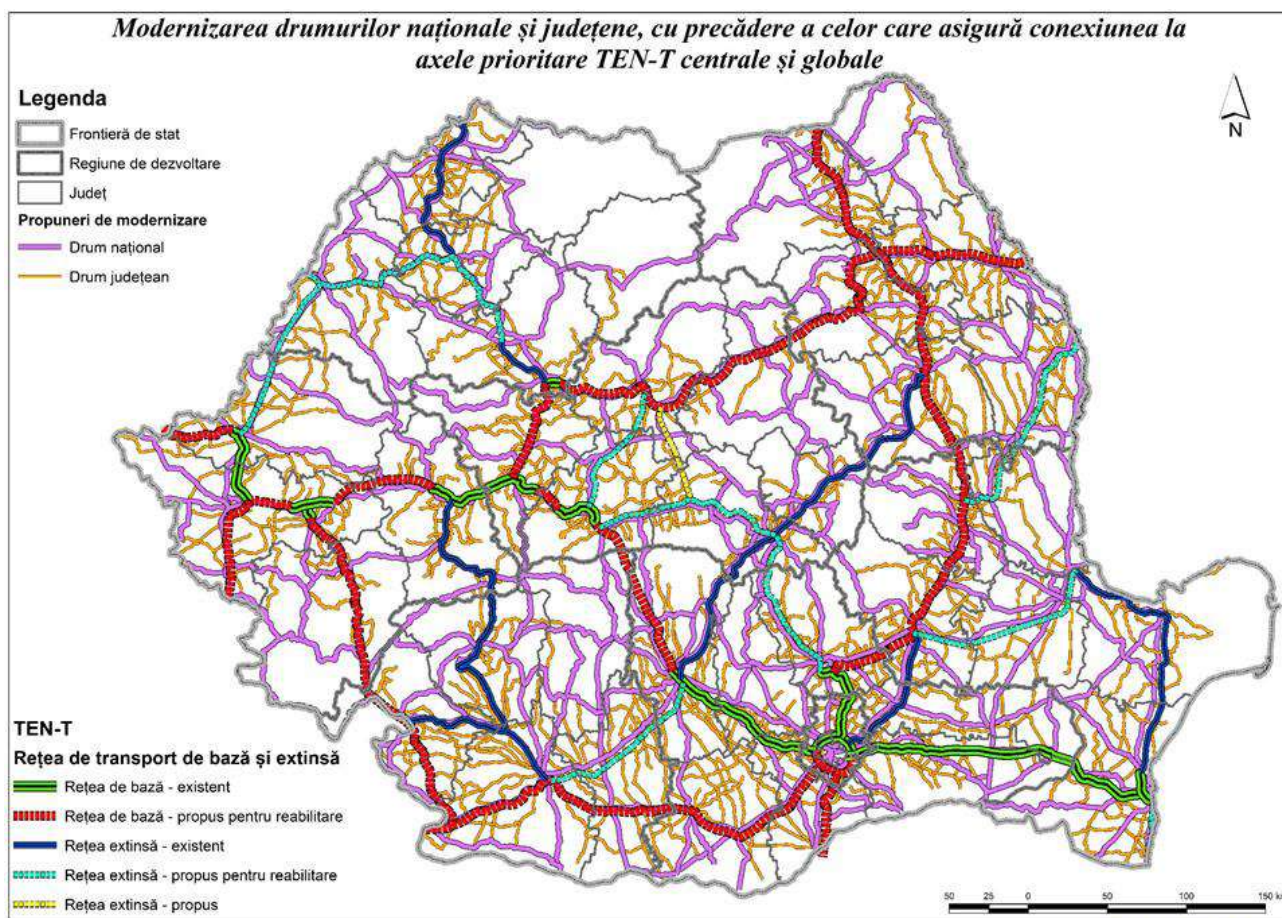 Modernizarea drumurilor naționale și județene, cu precădere a celor care asigură conexiunea la
axele prioritare TEN-T centrale și globale
Legenda
Frontieră de stat
Regiune de dezvoltare
Județ
Propuneri de modernizare
Drum național
Drum județean
N
TEN-T
Rețea de transport de bază și extinsă
Rețea de bază - existent
Rețea de bază - propus pentru reabilitare
Rețea extinsă - existent
Rețea extinsă - propus pentru reabilitare
Rețea extinsă - propus
50 25 0 50 100 150 km